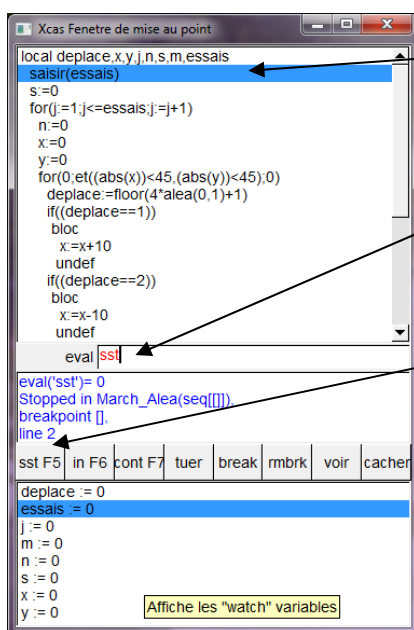 Xcas Fenetre de mise au point
local deplace,x,y,j,n,s,m,essais
saisir(essais)
s:=0
for(j:=1;j<=essais;j:=j+1)
n:=0
x:=0
y:=0
for(0;et((abs(x))<45,(abs(y))<45);0)
deplace:=floor(4*alea(0,1)+1)
if((deplace==1))
bloc
x:=x+10
undef
if((deplace==2))
bloc
x:=x-10
undef
eval sst
eval('sst')= 0
Stopped in March_Alea(seq[[]]),
breakpoint [],
line 2
sst F5 in F6 cont F7 tuer break rmbrk voir cacher
deplace := 0
essais := 0
j := 0
m := 0
n := 0
s := 0
x := 0
y := 0
Affiche les "watch" variables